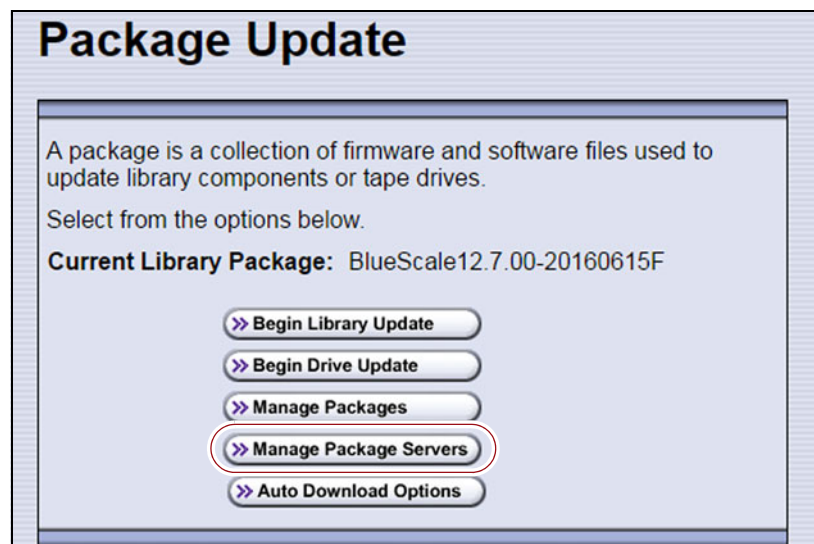 Package Update
A package is a collection of firmware and software files used to
update library components or tape drives.
Select from the options below.
Current Library Package: BlueScale12.7.00-20160615F
Begin Library Update
Begin Drive Update
Manage Packages
Manage Package Servers
Auto Download Options